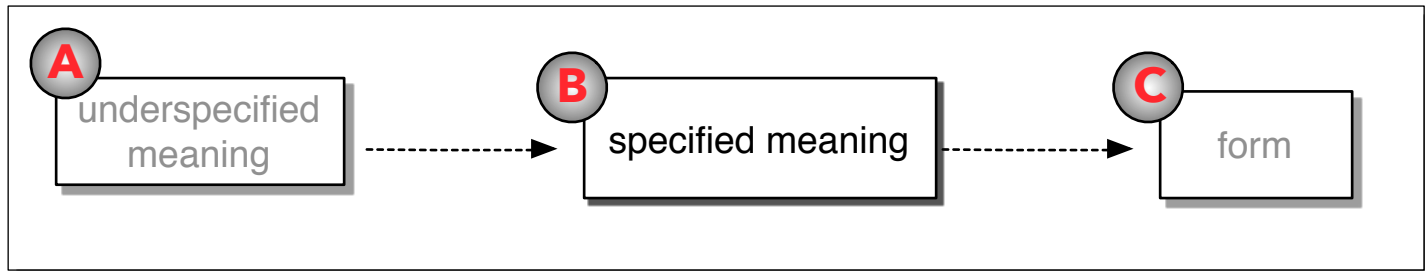 A
underspecified
meaning
B
specified meaning
C
form